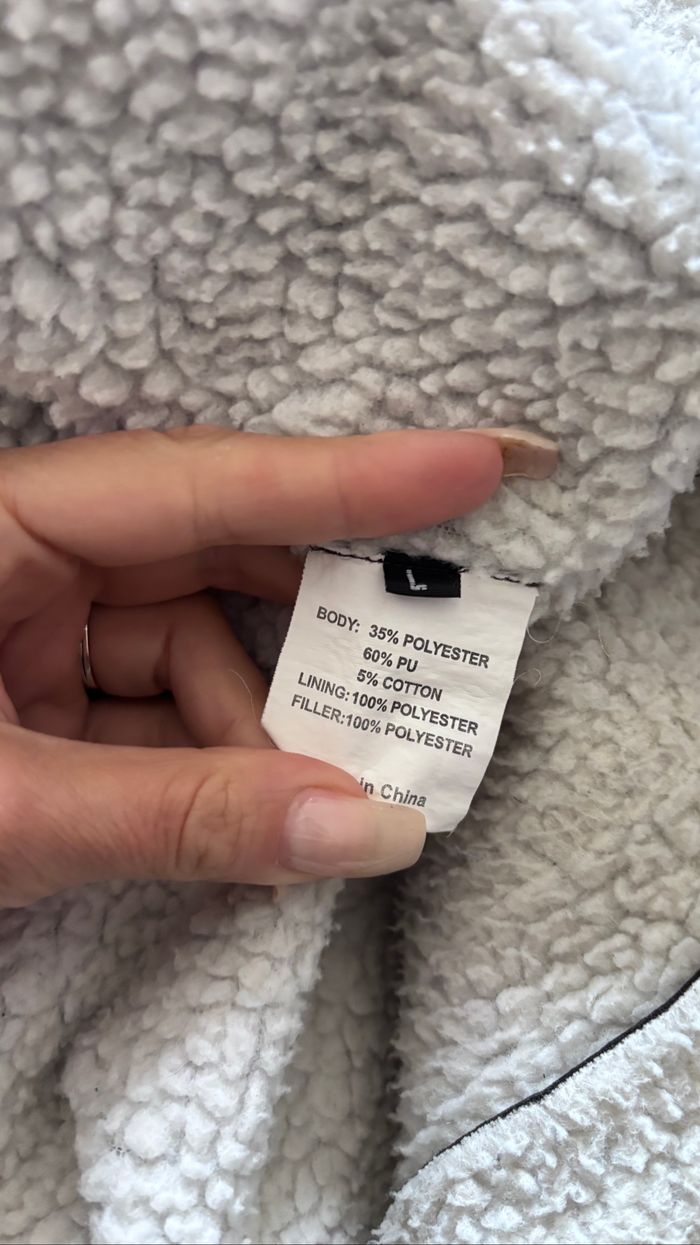 L
BODY: 35% POLYESTER
60% PU
5% COTTON
LINING:100% POLYESTER
FILLER:100% POLYESTER
in China